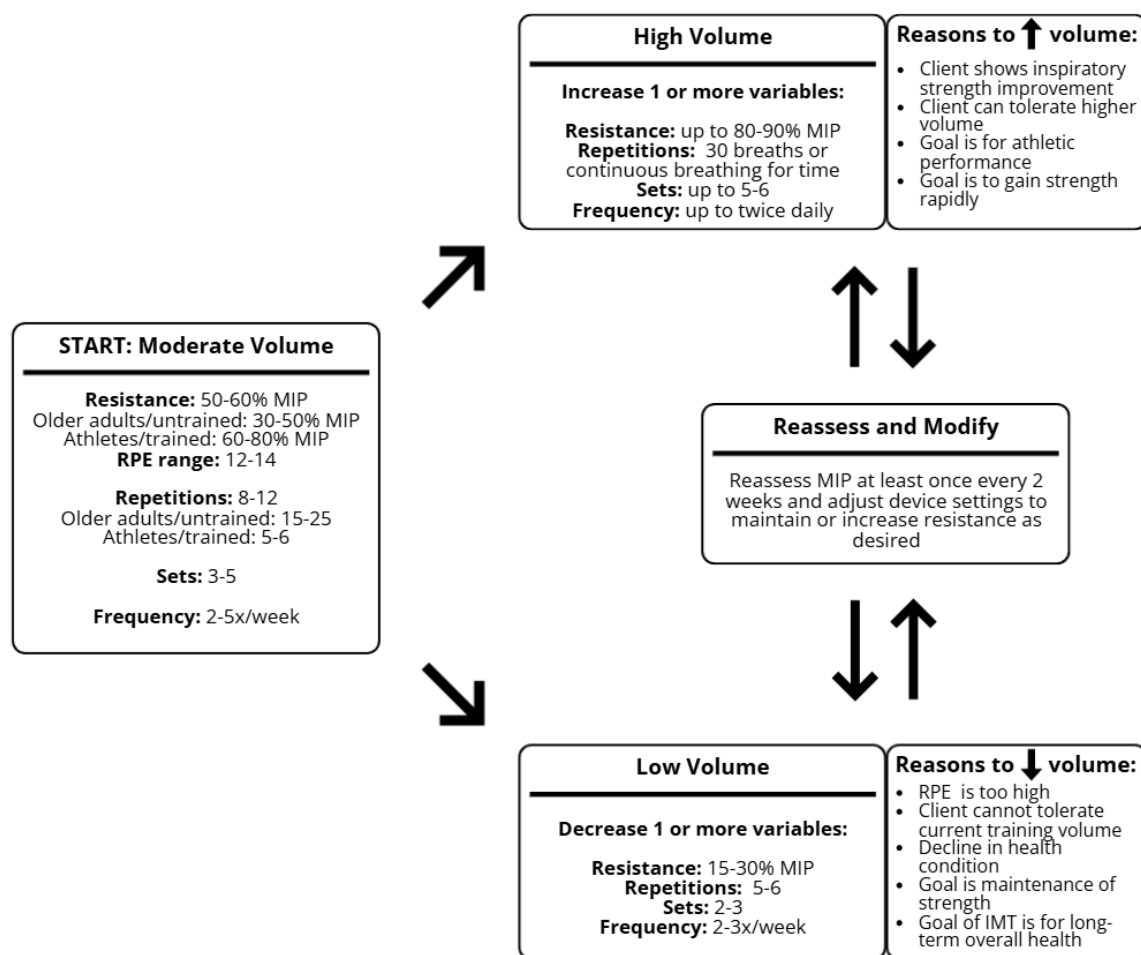 START: Moderate Volume
Resistance: 50-60% MIP
Older adults/untrained: 30-50% MIP
Athletes/trained: 60-80% MIP
RPE range: 12-14
Repetitions: 8-12
Older adults/untrained: 15-25
Athletes/trained: 5-6
Sets: 3-5
Frequency: 2-5x/week
High Volume
Increase 1 or more variables:
Resistance: up to 80-90% MIP
Repetitions: 30 breaths or
continuous breathing for time
Sets: up to 5-6
Frequency: up to twice daily
Reasons to ↑ volume:
• Client shows inspiratory
strength improvement
• Client can tolerate higher
volume
• Goal is for athletic
performance
• Goal is to gain strength
rapidly
Reassess and Modify
Reassess MIP at least once every 2
weeks and adjust device settings to
maintain or increase resistance as
desired
Low Volume
Decrease 1 or more variables:
Resistance: 15-30% MIP
Repetitions: 5-6
Sets: 2-3
Frequency: 2-3x/week
Reasons to ↓ volume:
• RPE is too high
• Client cannot tolerate
current training volume
• Decline in health
condition
• Goal is maintenance of
strength
• Goal of IMT is for long-
term overall health